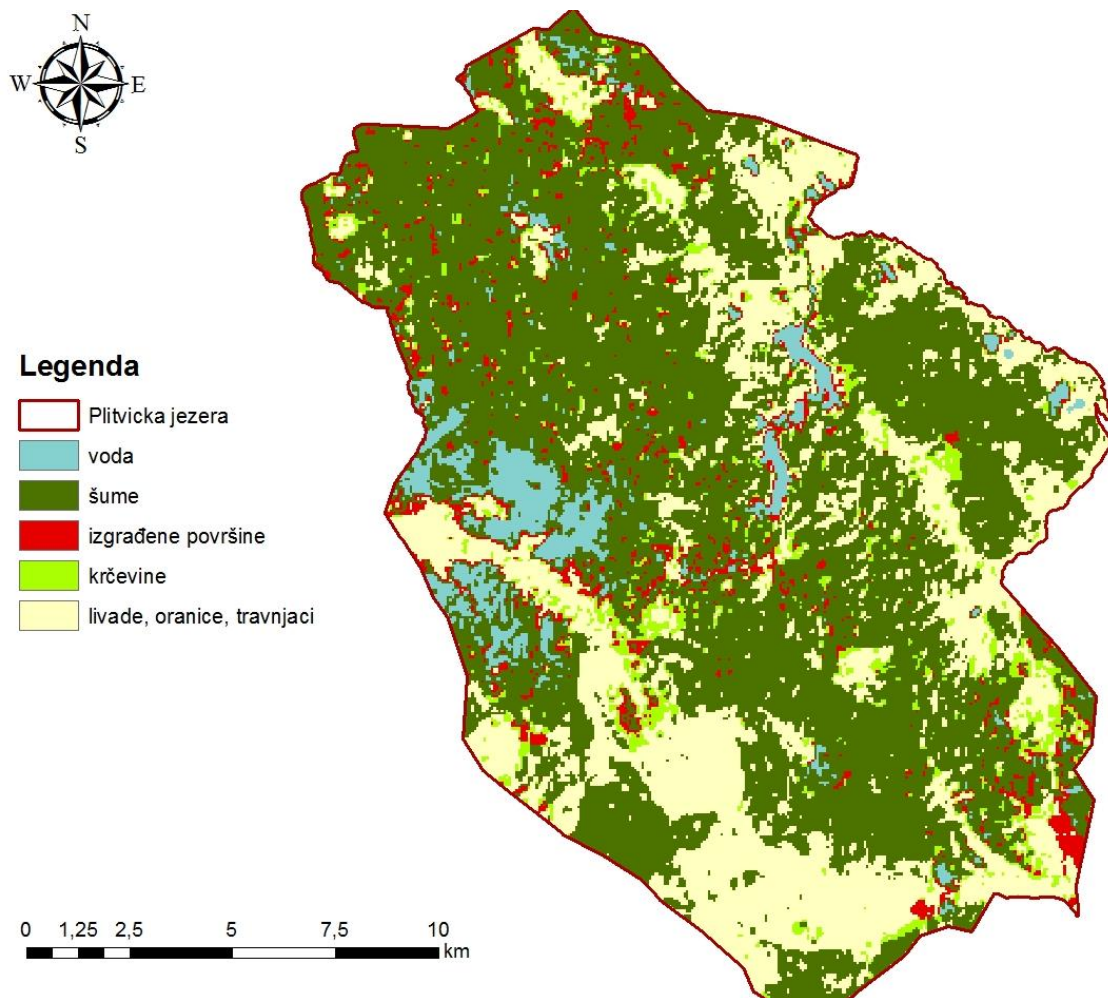 N
W E
S
Legenda
Plitvicka jezera
voda
šume
izgrađene površine
krčevine
livade, oranice, travnjaci
0 1,25 2,5 5 7,5 10
km